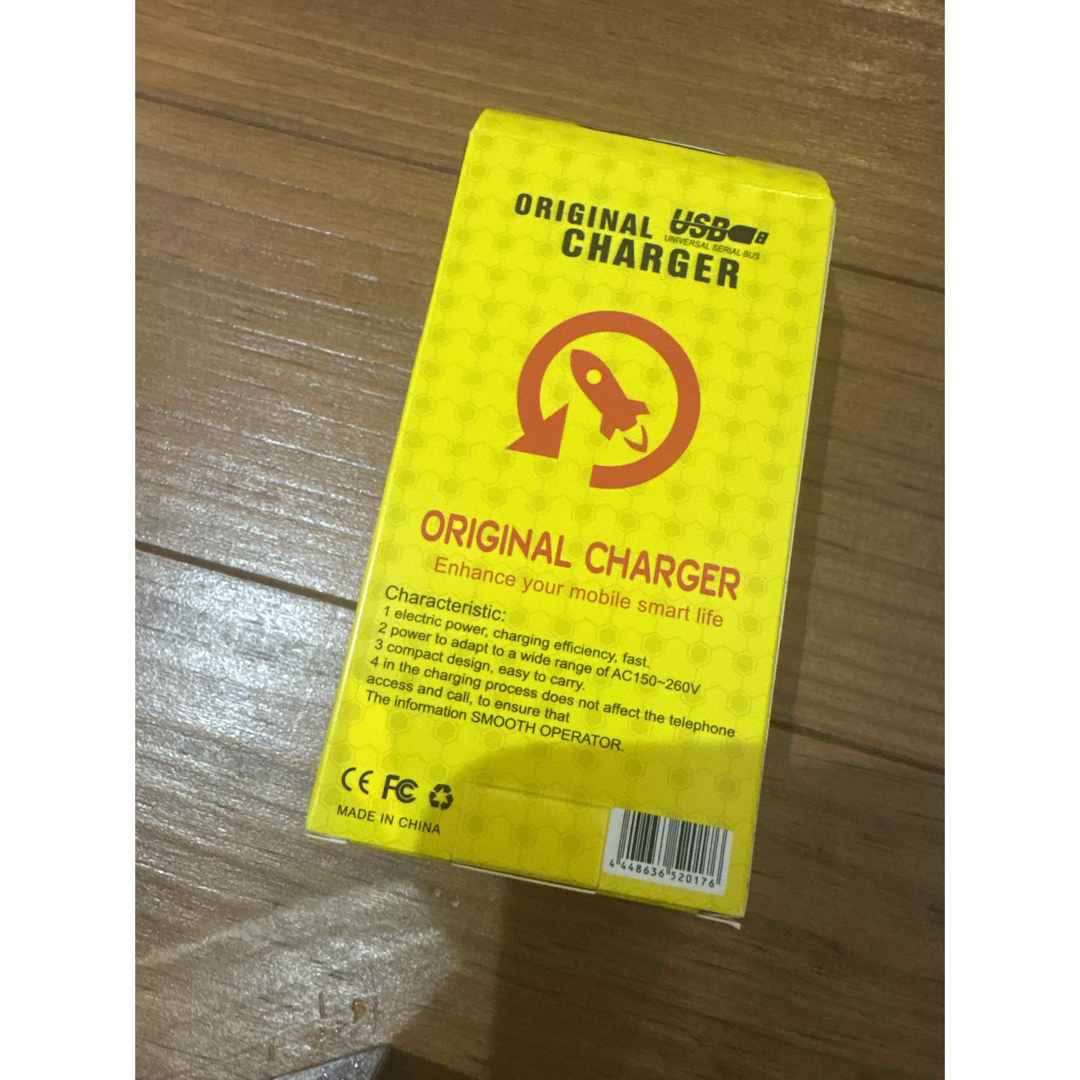 ORIGINAL USB
UNIVERSAL SERIAL BUS
CHARGER
ORIGINAL CHARGER
Enhance your mobile smart life
Characteristic:
1 electric power, charging efficiency, fast.
2 power to adapt to a wide range of AC150~260V
3 compact design, easy to carry.
4 in the charging process does not affect the telephone
access and call, to ensure that
The information SMOOTH OPERATOR.
CE FC
MADE IN CHINA
4 448636 520176